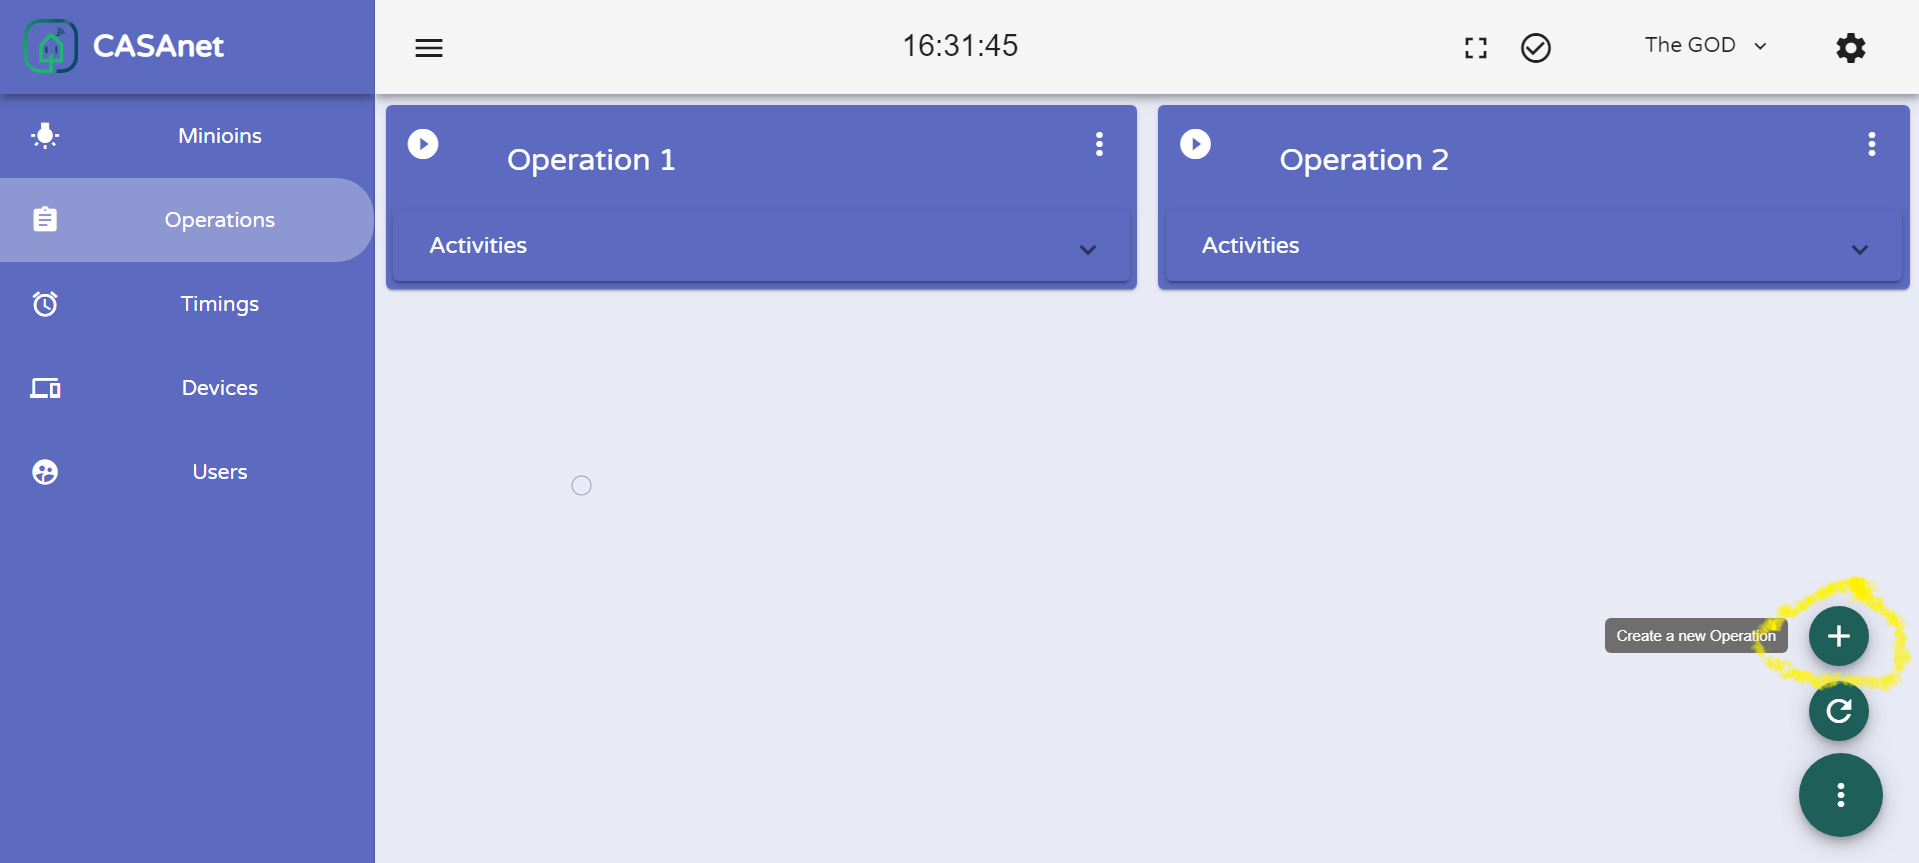 CASAnet
16:31:45
The GOD
Minioins
Operations
Timings
Devices
Users
Operation 1
Activities
Operation 2
Activities
Create a new Operation